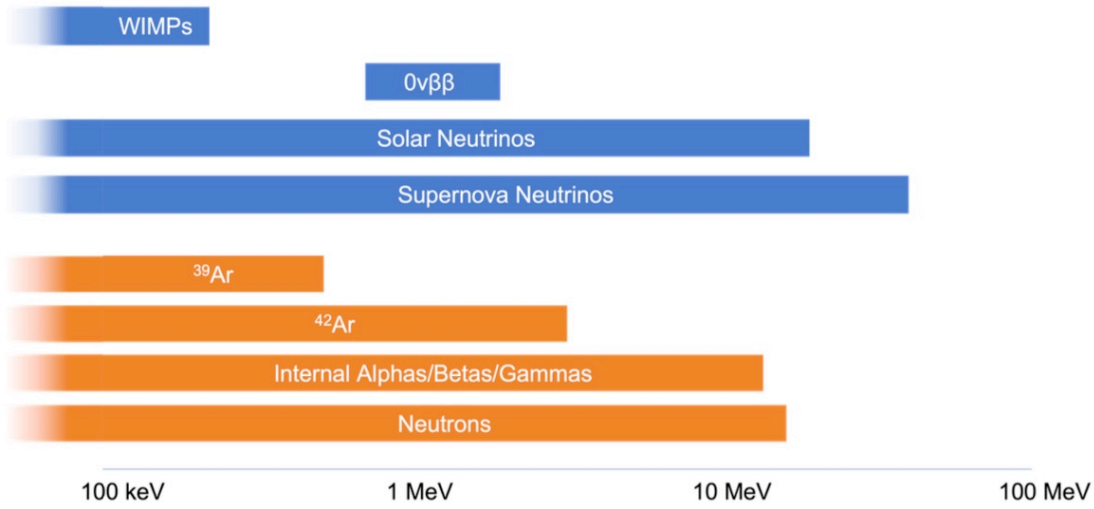 WIMPs
0νββ
Solar Neutrinos
Supernova Neutrinos
³⁹Ar
⁴²Ar
Internal Alphas/Betas/Gammas
Neutrons
100 keV 1 MeV 10 MeV 100 MeV